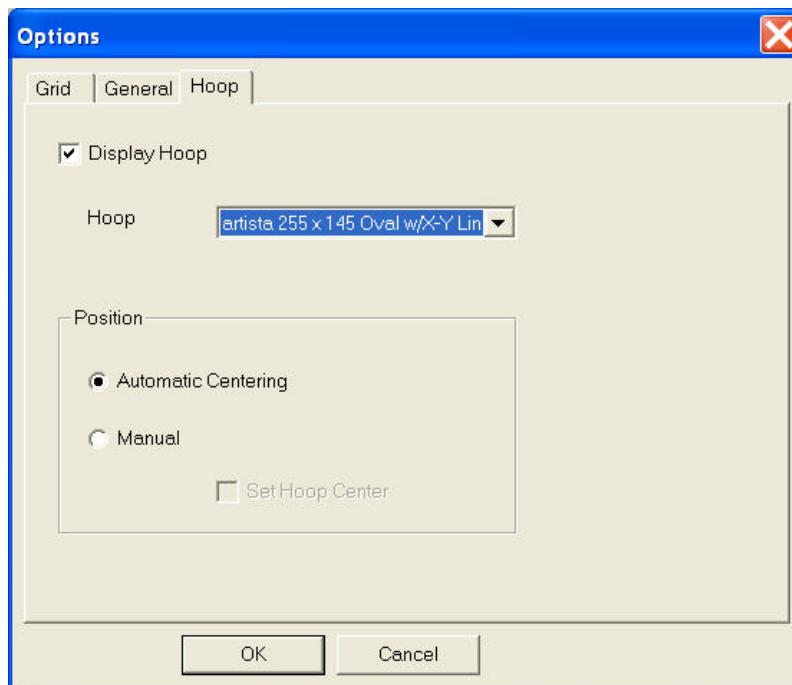 Options
Grid General Hoop
Display Hoop
Hoop artista 255 x 145 Oval w/X-Y Lin
Position
Automatic Centering
Manual
Set Hoop Center
OK Cancel